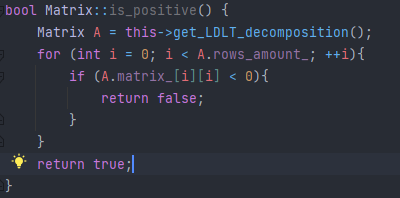 bool Matrix::is_positive() {
    Matrix A = this->get_LDLT_decomposition();
    for (int i = 0; i < A.rows_amount_; ++i){
        if (A.matrix_[i][i] < 0){
            return false;
        }
    }
    return true;
}